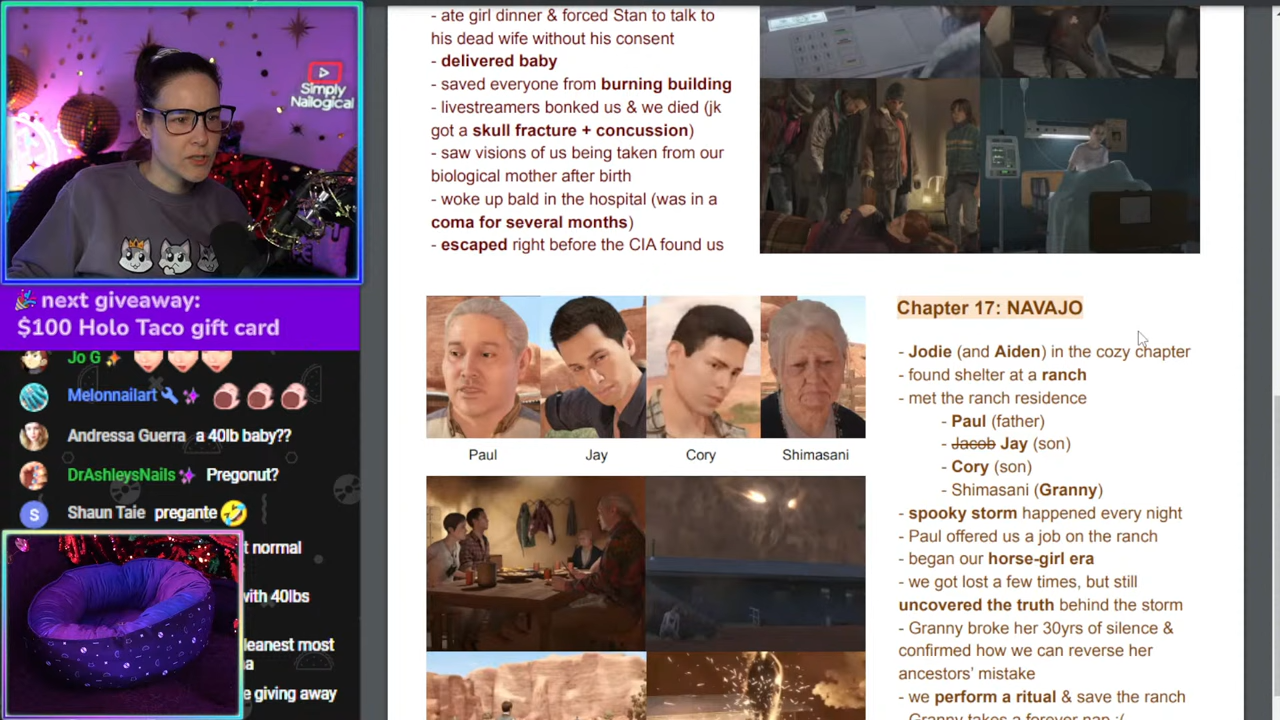 Simply
Nailogical
next giveaway:
$100 Holo Taco gift card
Jo G
Melonnailart
Andressa Guerra a 40lb baby??
DrAshleysNails Pregonut?
S
Shaun Taie pregante
t normal
with 40lbs
leanest most
a
e giving away
- ate girl dinner & forced Stan to talk to
his dead wife without his consent
- delivered baby
- saved everyone from burning building
- livestreamers bonked us & we died (jk
got a skull fracture + concussion)
- saw visions of us being taken from our
biological mother after birth
- woke up bald in the hospital (was in a
coma for several months)
- escaped right before the CIA found us
Paul
Jay
Cory
Shimasani
Chapter 17: NAVAJO
- Jodie (and Aiden) in the cozy chapter
- found shelter at a ranch
- met the ranch residence
- Paul (father)
- Jacob Jay (son)
- Cory (son)
- Shimasani (Granny)
- spooky storm happened every night
- Paul offered us a job on the ranch
- began our horse-girl era
- we got lost a few times, but still
uncovered the truth behind the storm
- Granny broke her 30yrs of silence &
confirmed how we can reverse her
ancestors' mistake
- we perform a ritual & save the ranch
- Granny takes a forever nap :(